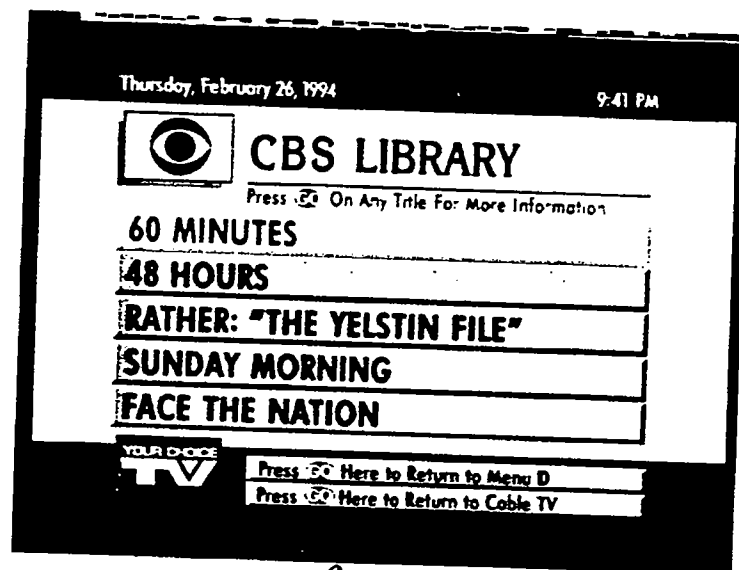 Thursday, February 26, 1994
9:41 PM
CBS LIBRARY
Press GO On Any Title For More Information
60 MINUTES
48 HOURS
RATHER: "THE YELSTIN FILE"
SUNDAY MORNING
FACE THE NATION
YOUR CHOICE
TV
Press GO Here to Return to Menu D
Press GO Here to Return to Cable TV